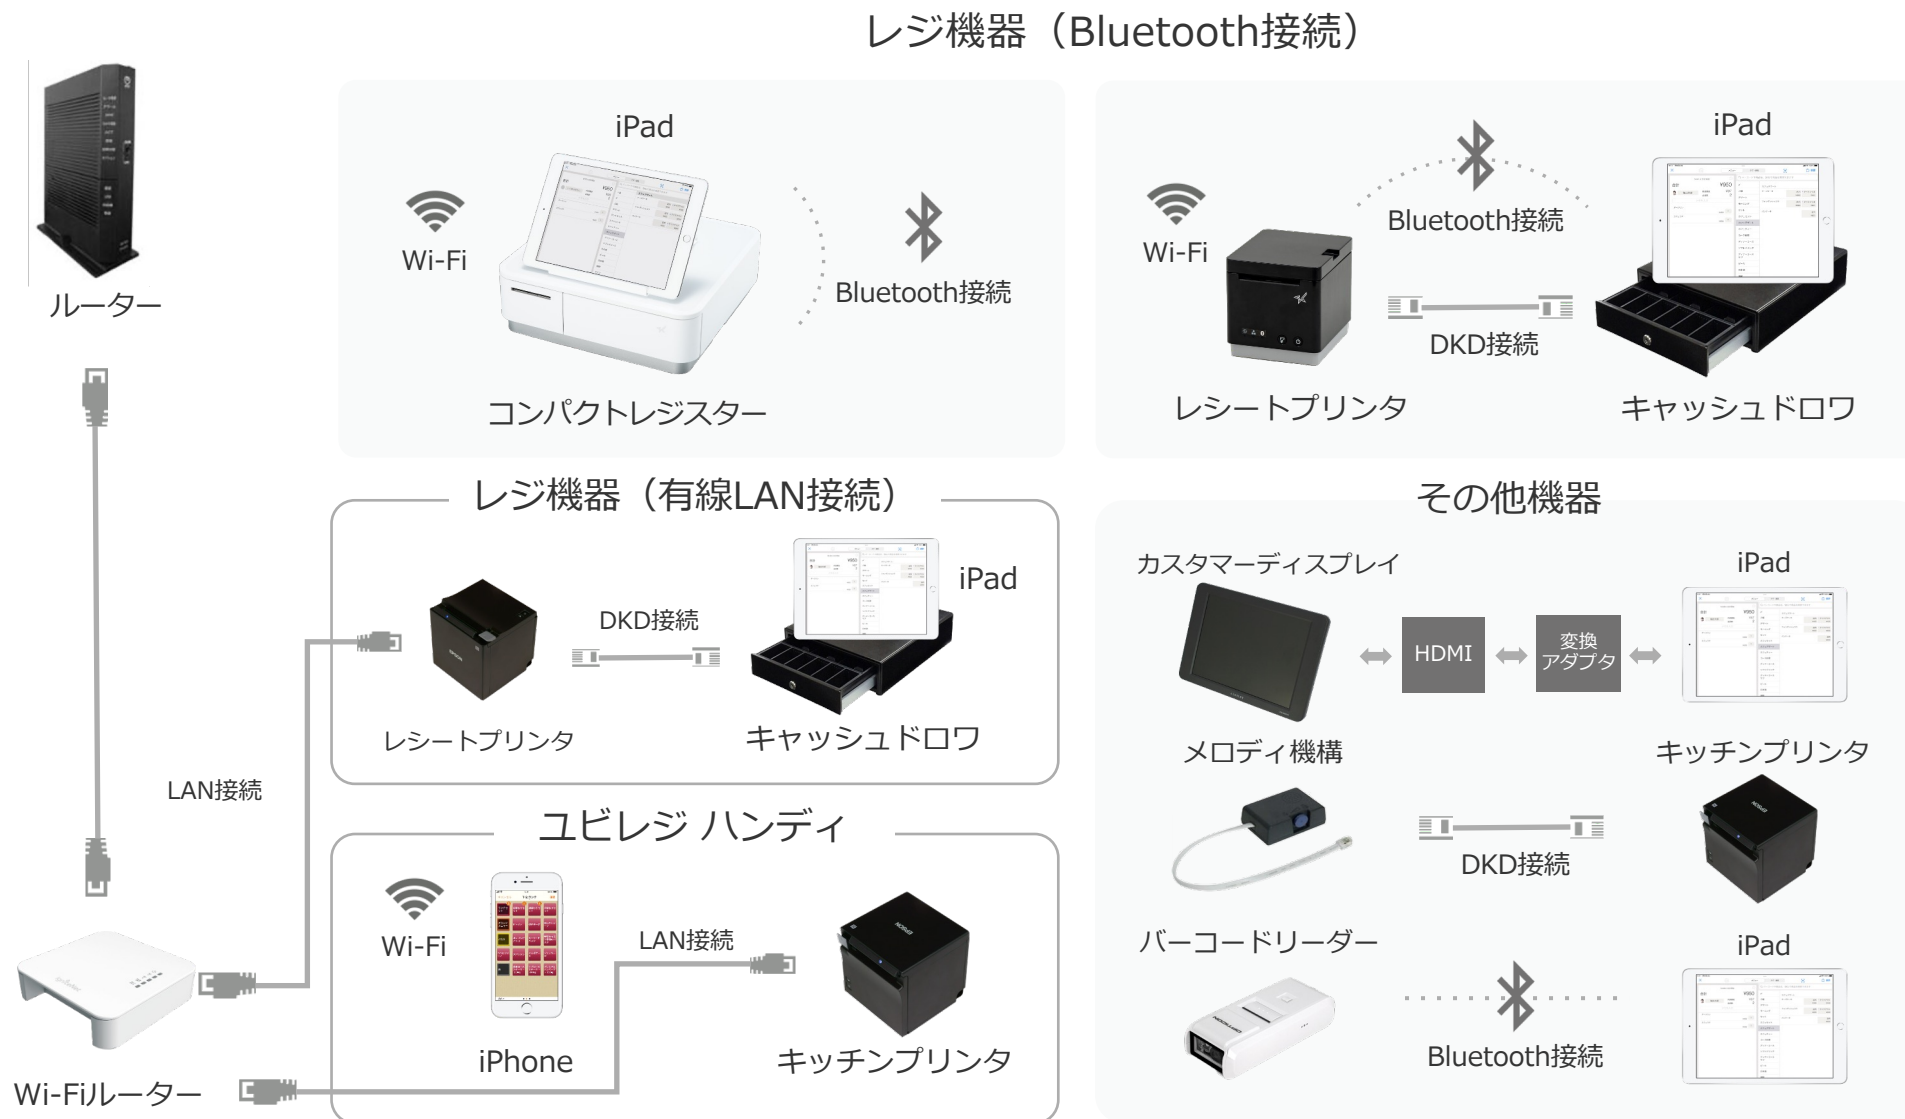 レジ機器（Bluetooth接続）
ルーター
iPad
Wi-Fi
Bluetooth接続
コンパクトレジスター
iPad
Wi-Fi
Bluetooth接続
DKD接続
レシートプリンタ
キャッシュドロワ
レジ機器（有線LAN接続）
iPad
DKD接続
EPSON
レシートプリンタ
キャッシュドロワ
LAN接続
ユビレジ ハンディ
Wi-Fi
LAN接続
EPSON
iPhone
キッチンプリンタ
Wi-Fiルーター
その他機器
カスタマーディスプレイ
iPad
HDMI
変換
アダプタ
メロディ機構
キッチンプリンタ
EPSON
DKD接続
バーコードリーダー
iPad
OPTICON
Bluetooth接続